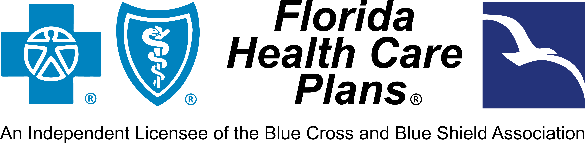 Florida
Health Care
Plans®
® ®
An Independent Licensee of the Blue Cross and Blue Shield Association